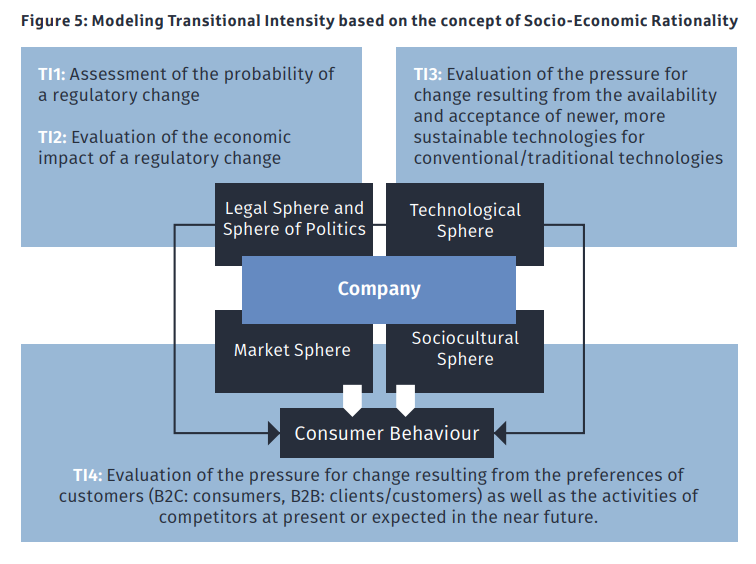 Figure 5: Modeling Transitional Intensity based on the concept of Socio-Economic Rationality
TI1: Assessment of the probability of
a regulatory change
TI2: Evaluation of the economic
impact of a regulatory change
TI3: Evaluation of the pressure for
change resulting from the availability
and acceptance of newer, more
sustainable technologies for
conventional/traditional technologies
Legal Sphere and
Sphere of Politics
Technological
Sphere
Company
Market Sphere
Sociocultural
Sphere
Consumer Behaviour
TI4: Evaluation of the pressure for change resulting from the preferences of
customers (B2C: consumers, B2B: clients/customers) as well as the activities of
competitors at present or expected in the near future.